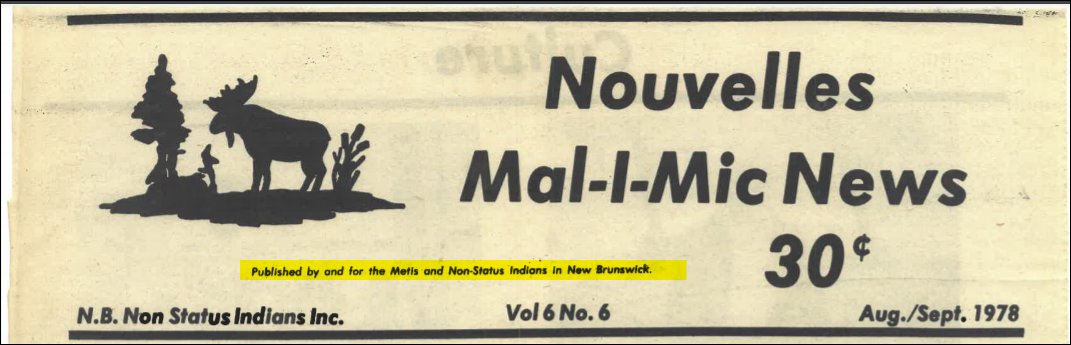 Nouvelles
Mal-I-Mic News
30¢
Published by and for the Metis and Non-Status Indians in New Brunswick.
N.B. Non Status Indians Inc.
Vol 6 No. 6
Aug./Sept. 1978
Culture